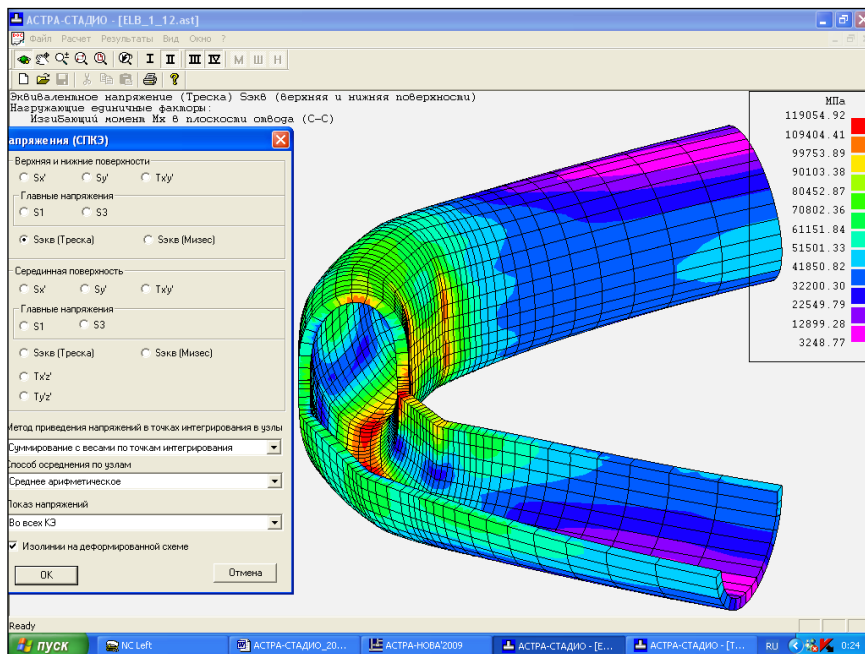 АСТРА-СТАДИО - [ELB_1_12.ast]
Файл Расчет Результаты Вид Окно ?
I II III IV М Ш Н
Эквивалентное напряжение (Треска) Sэкв (верхняя и нижняя поверхности)
Нагружающие единичные факторы:
Изгибающий момент Mx в плоскости отвода (C-C)
апряжения (СПКЭ)
Верхняя и нижние поверхности
Sx' Sy' Tx'y'
Главные напряжения
S1 S3
Sэкв (Треска) Sэкв (Мизес)
Серединная поверхность
Sx' Sy' Tx'y'
Главные напряжения
S1 S3
Sэкв (Треска) Sэкв (Мизес)
Tx'z'
Ty'z'
Метод приведения напряжений в точках интегрирования в узлы
Суммирование с весами по точкам интегрирования
Способ осреднения по узлам
Среднее арифметическое
Показ напряжений
Во всех КЭ
Изолинии на деформированной схеме
OK Отмена
МПа
119054.92
109404.41
99753.89
90103.38
80452.87
70802.36
61151.84
51501.33
41850.82
32200.30
22549.79
12899.28
3248.77
Ready
пуск NC Left АСТРА-СТАДИО_20... АСТРА-НОВА'2009 АСТРА-СТАДИО - [E... АСТРА-СТАДИО - [Т... RU 0:24